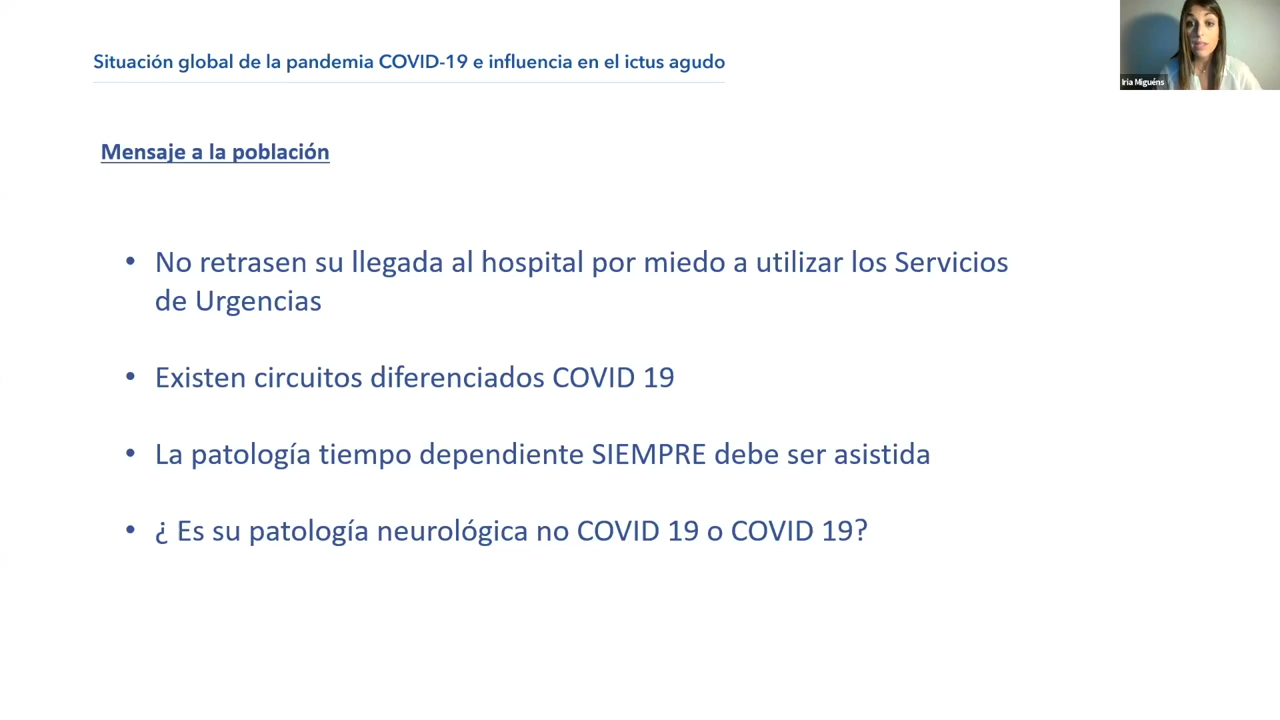 Situación global de la pandemia COVID-19 e influencia en el ictus agudo
Iria Miguéns
Mensaje a la población
• No retrasen su llegada al hospital por miedo a utilizar los Servicios
de Urgencias
• Existen circuitos diferenciados COVID 19
• La patología tiempo dependiente SIEMPRE debe ser asistida
• ¿ Es su patología neurológica no COVID 19 o COVID 19?